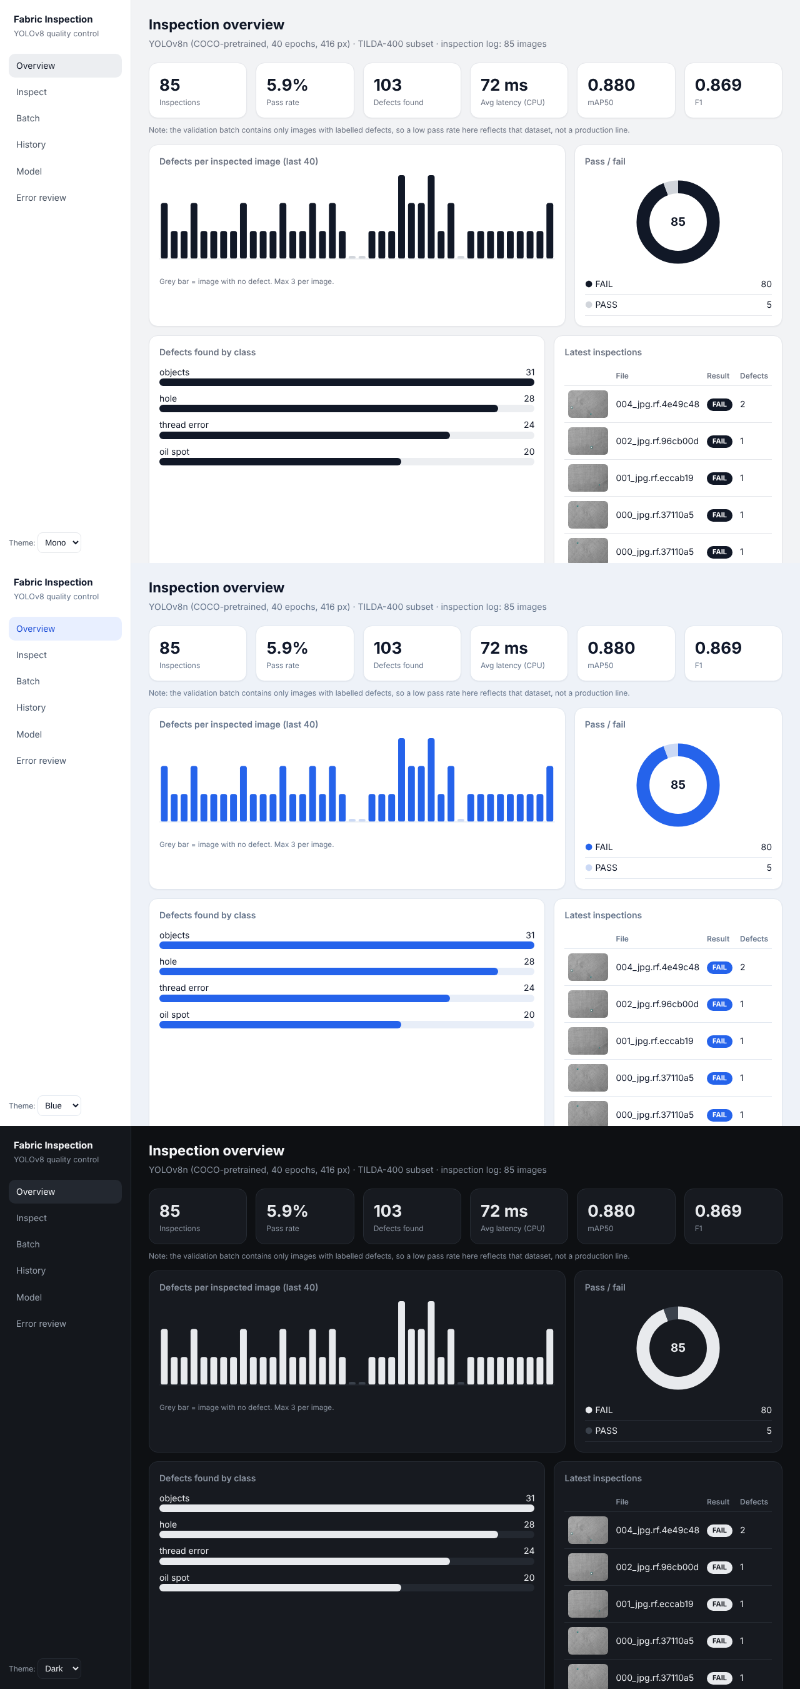 Fabric Inspection
YOLOv8 quality control
Overview
Inspect
Batch
History
Model
Error review
Theme: Mono
Inspection overview
YOLOv8n (COCO-pretrained, 40 epochs, 416 px) · TILDA-400 subset · inspection log: 85 images
85
Inspections
5.9%
Pass rate
103
Defects found
72 ms
Avg latency (CPU)
0.880
mAP50
0.869
F1
Note: the validation batch contains only images with labelled defects, so a low pass rate here reflects that dataset, not a production line.
Defects per inspected image (last 40)
Grey bar = image with no defect. Max 3 per image.
Pass / fail
85
FAIL 80
PASS 5
Defects found by class
objects 31
hole 28
thread error 24
oil spot 20
Latest inspections
File Result Defects
004_jpg.rf.4e49c48 FAIL 2
002_jpg.rf.96cb00d FAIL 1
001_jpg.rf.eccab19 FAIL 1
000_jpg.rf.37110a5 FAIL 1
000_jpg.rf.37110a5 FAIL 1
Fabric Inspection
YOLOv8 quality control
Overview
Inspect
Batch
History
Model
Error review
Theme: Blue
Inspection overview
YOLOv8n (COCO-pretrained, 40 epochs, 416 px) · TILDA-400 subset · inspection log: 85 images
85
Inspections
5.9%
Pass rate
103
Defects found
72 ms
Avg latency (CPU)
0.880
mAP50
0.869
F1
Note: the validation batch contains only images with labelled defects, so a low pass rate here reflects that dataset, not a production line.
Defects per inspected image (last 40)
Grey bar = image with no defect. Max 3 per image.
Pass / fail
85
FAIL 80
PASS 5
Defects found by class
objects 31
hole 28
thread error 24
oil spot 20
Latest inspections
File Result Defects
004_jpg.rf.4e49c48 FAIL 2
002_jpg.rf.96cb00d FAIL 1
001_jpg.rf.eccab19 FAIL 1
000_jpg.rf.37110a5 FAIL 1
000_jpg.rf.37110a5 FAIL 1
Fabric Inspection
YOLOv8 quality control
Overview
Inspect
Batch
History
Model
Error review
Theme: Dark
Inspection overview
YOLOv8n (COCO-pretrained, 40 epochs, 416 px) · TILDA-400 subset · inspection log: 85 images
85
Inspections
5.9%
Pass rate
103
Defects found
72 ms
Avg latency (CPU)
0.880
mAP50
0.869
F1
Note: the validation batch contains only images with labelled defects, so a low pass rate here reflects that dataset, not a production line.
Defects per inspected image (last 40)
Grey bar = image with no defect. Max 3 per image.
Pass / fail
85
FAIL 80
PASS 5
Defects found by class
objects 31
hole 28
thread error 24
oil spot 20
Latest inspections
File Result Defects
004_jpg.rf.4e49c48 FAIL 2
002_jpg.rf.96cb00d FAIL 1
001_jpg.rf.eccab19 FAIL 1
000_jpg.rf.37110a5 FAIL 1
000_jpg.rf.37110a5 FAIL 1